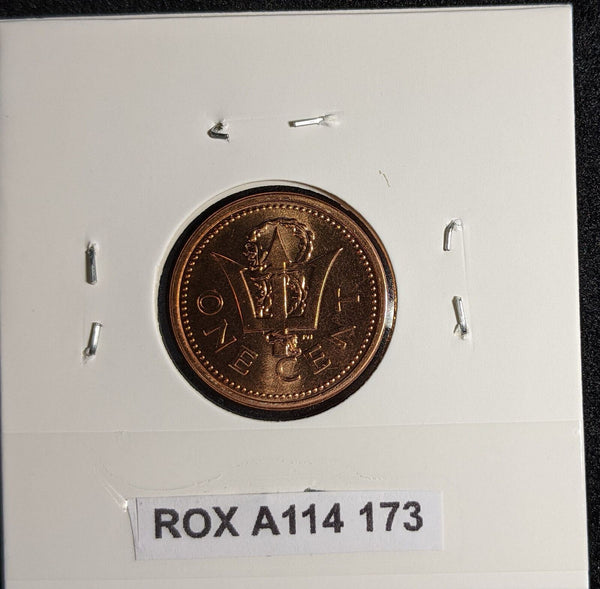 ONE CENT
ROX A114 173